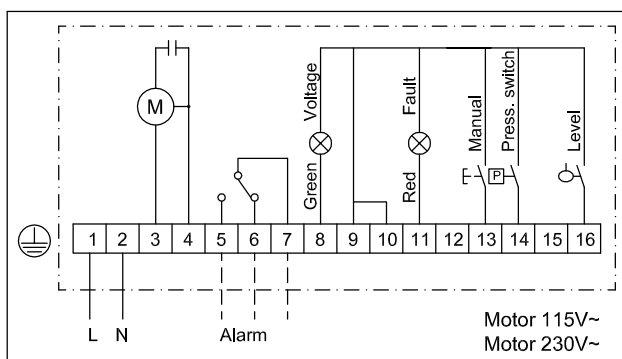 M
Voltage
Green
Fault
Red
Manual
Press. switch
P
Level
1 2 3 4 5 6 7 8 9 10 11 12 13 14 15 16
L N Alarm
Motor 115V~
Motor 230V~